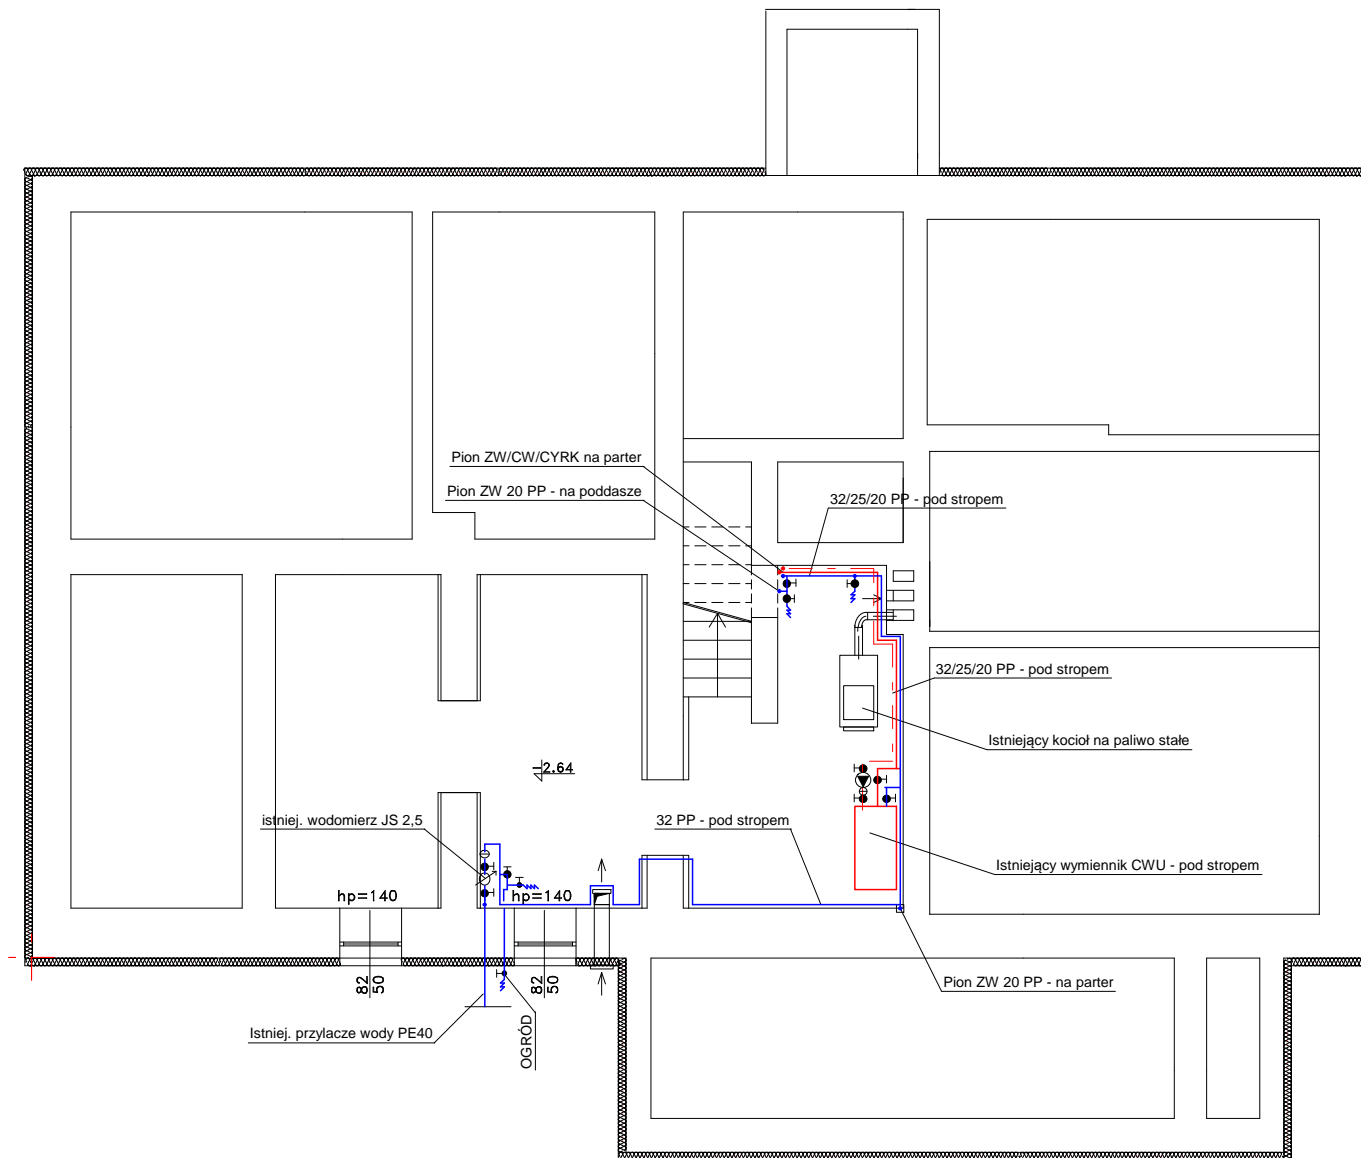 Pion ZW/CW/CYRK na parter
Pion ZW 20 PP - na poddasze
32/25/20 PP - pod stropem
32/25/20 PP - pod stropem
Istniejący kocioł na paliwo stałe
-2.64
istniej. wodomierz JS 2,5
32 PP - pod stropem
Istniejący wymiennik CWU - pod stropem
hp=140
hp=140
82
50
82
50
Pion ZW 20 PP - na parter
Istniej. przylacze wody PE40
OGRÓD